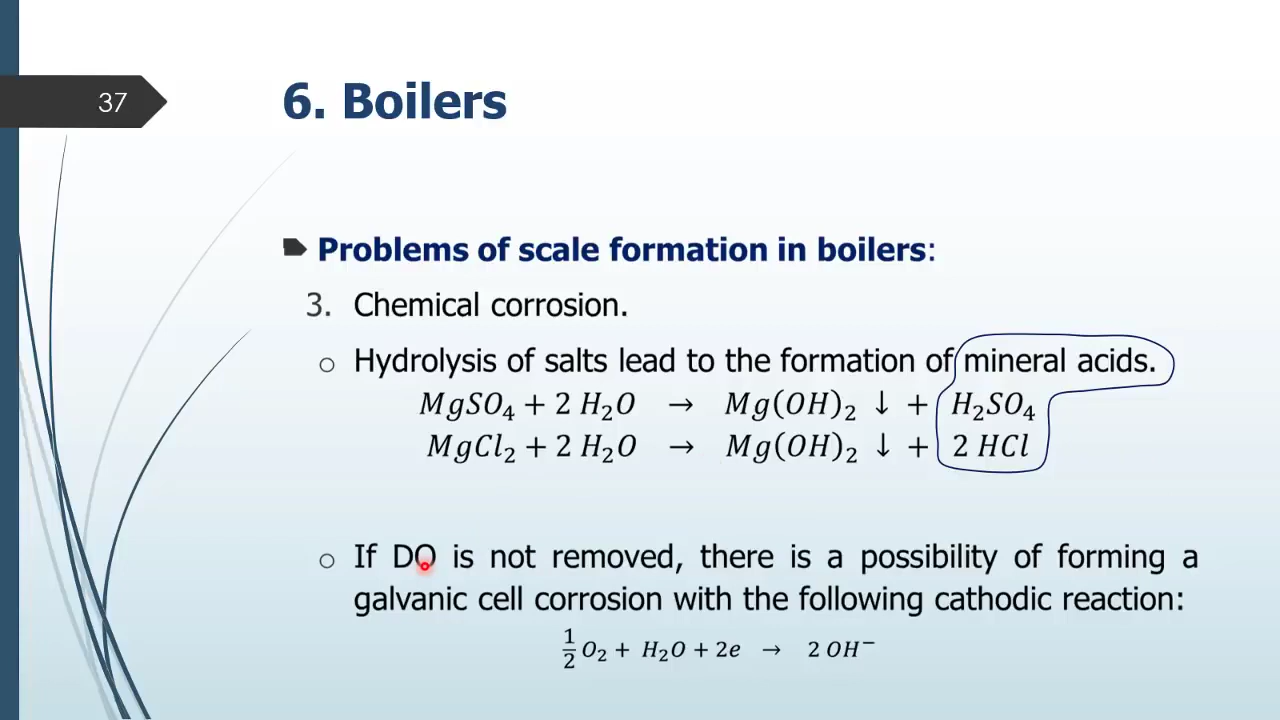 37
6. Boilers
Problems of scale formation in boilers:
3. Chemical corrosion.
o Hydrolysis of salts lead to the formation of mineral acids.
MgSO₄ + 2 H₂O → Mg(OH)₂ ↓ + H₂SO₄
MgCl₂ + 2 H₂O → Mg(OH)₂ ↓ + 2 HCl
o If DO is not removed, there is a possibility of forming a
galvanic cell corrosion with the following cathodic reaction:
½ O₂ + H₂O + 2e → 2 OH⁻